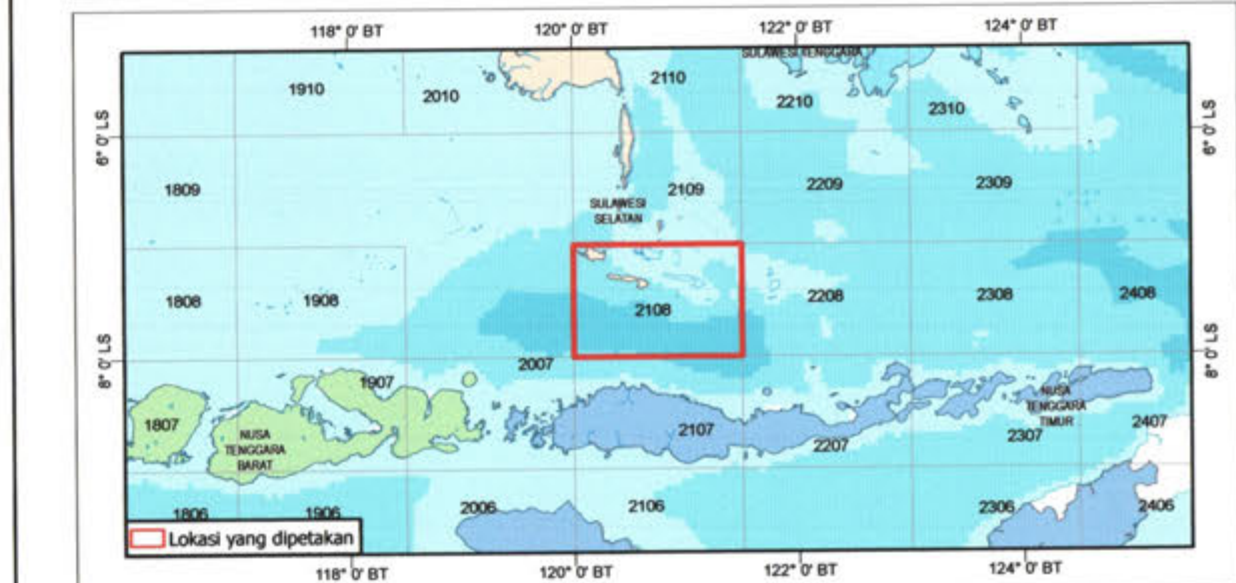 118° 0' BT 120° 0' BT 122° 0' BT 124° 0' BT
SULAWESI TENGGARA
1910 2010 2110 2210 2310
6° 0' LS 6° 0' LS
1809 2109 2209 2309
SULAWESI
SELATAN
1808 1908 2108 2208 2308 2408
8° 0' LS 2007 8° 0' LS
1907
1807 2107 2207 2307 2407
NUSA
TENGGARA
BARAT
NUSA
TENGGARA
TIMUR
1806 1906 2006 2106 2306 2406
Lokasi yang dipetakan
118° 0' BT 120° 0' BT 122° 0' BT 124° 0' BT